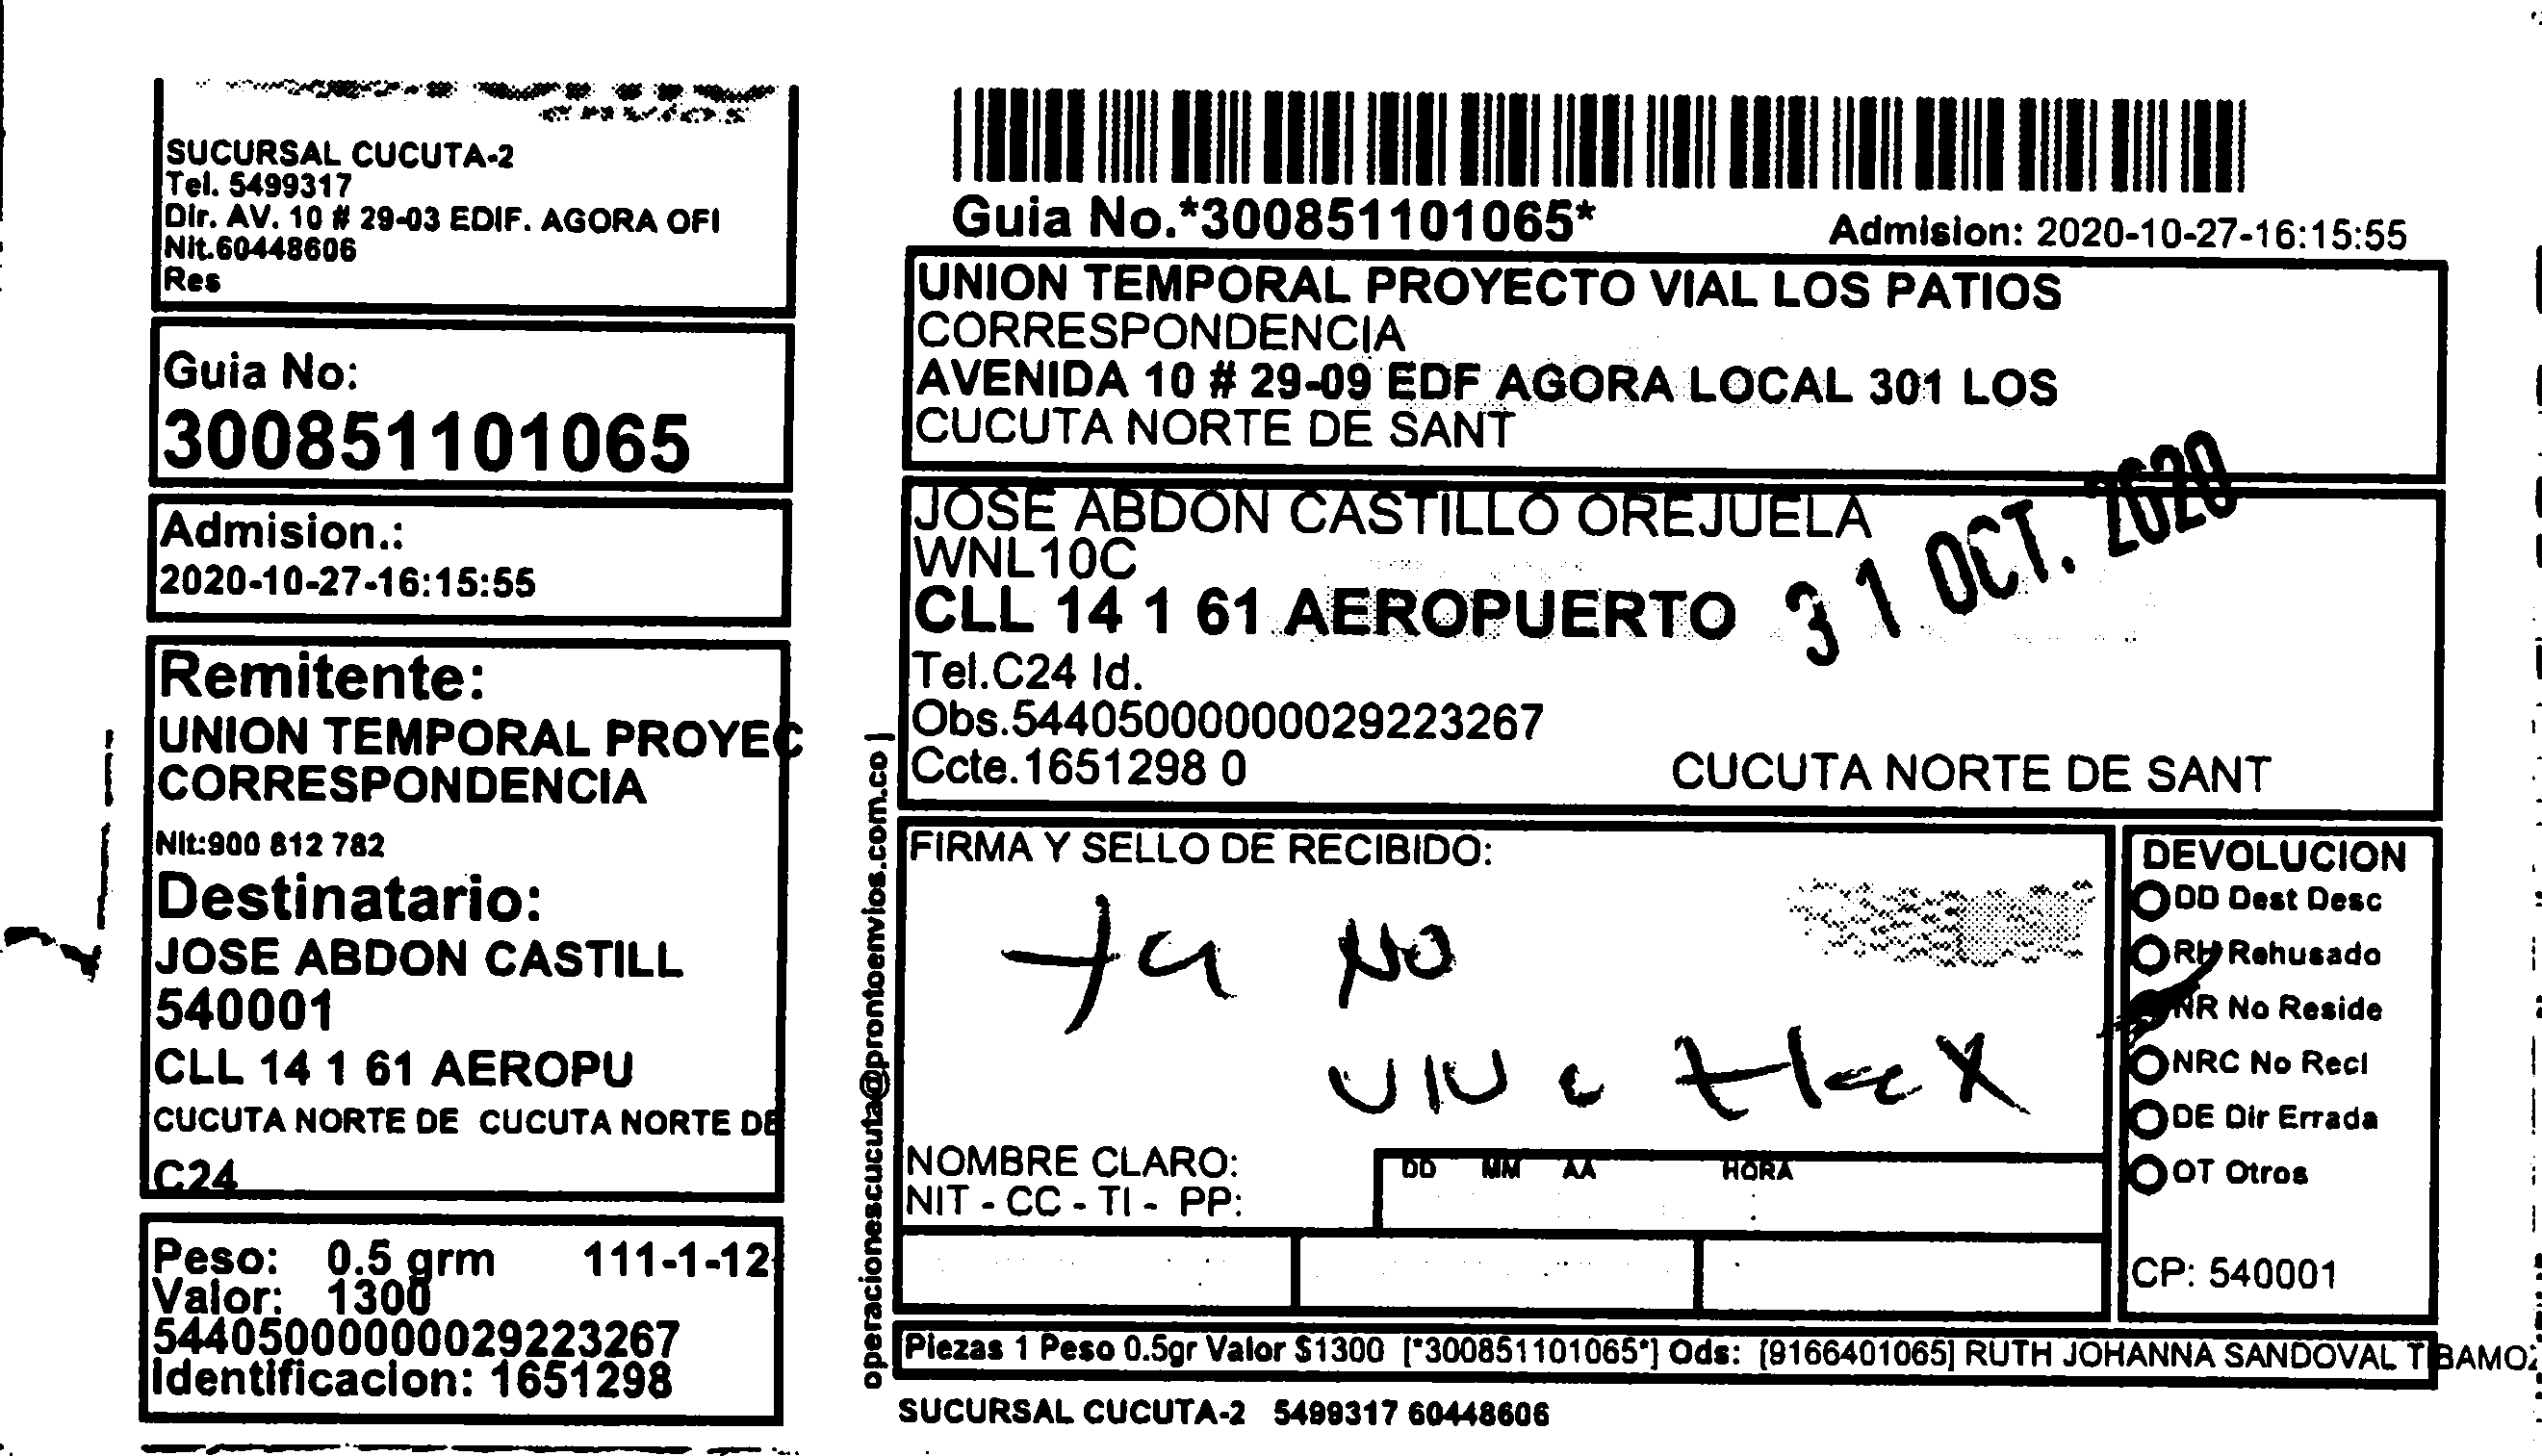 SUCURSAL CUCUTA-2
Tel. 5499317
Dir. AV. 10 # 29-03 EDIF. AGORA OFI
Nit.60448606
Res
Guia No:
300851101065
Admision.:
2020-10-27-16:15:55
Remitente:
UNION TEMPORAL PROYEC
CORRESPONDENCIA
Nit:900 812 782
Destinatario:
JOSE ABDON CASTILL
540001
CLL 14 1 61 AEROPU
CUCUTA NORTE DE CUCUTA NORTE DE
C24
Peso: 0.5 grm 111-1-12
Valor: 1300
544050000000029223267
Identificacion: 1651298
operacionescucuta@prontoenvios.com.co |
Guia No.*300851101065*
Admision: 2020-10-27-16:15:55
UNION TEMPORAL PROYECTO VIAL LOS PATIOS
CORRESPONDENCIA
AVENIDA 10 # 29-09 EDF AGORA LOCAL 301 LOS
CUCUTA NORTE DE SANT
JOSE ABDON CASTILLO OREJUELA
WNL10C
CLL 14 1 61 AEROPUERTO
31 OCT. 2020
Tel.C24 Id.
Obs.544050000000029223267
Ccte.1651298 0
CUCUTA NORTE DE SANT
FIRMA Y SELLO DE RECIBIDO:
ya no
vive
NOMBRE CLARO:
NIT - CC - TI - PP:
DD MM AA HORA
DEVOLUCION
DD Dest Desc
RH Rehusado
NR No Reside
NRC No Recl
DE Dir Errada
OT Otros
CP: 540001
Piezas 1 Peso 0.5gr Valor $1300 [*300851101065*] Ods: [9166401065] RUTH JOHANNA SANDOVAL TIBAMOZ
SUCURSAL CUCUTA-2 5499317 60448606